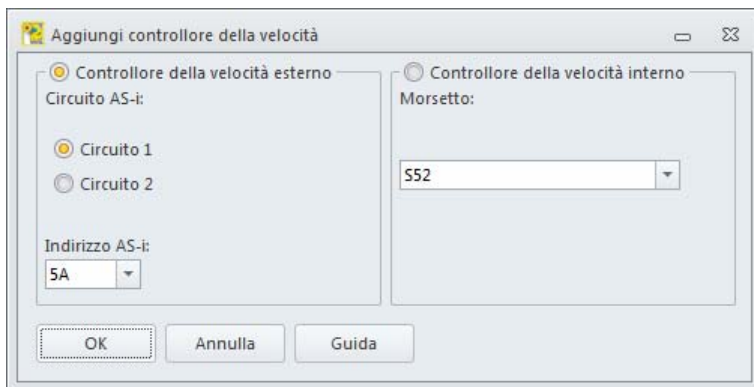 Aggiungi controllore della velocità
Controllore della velocità esterno
Circuito AS-i:
Circuito 1
Circuito 2
Indirizzo AS-i:
5A
Controllore della velocità interno
Morsetto:
S52
OK Annulla Guida